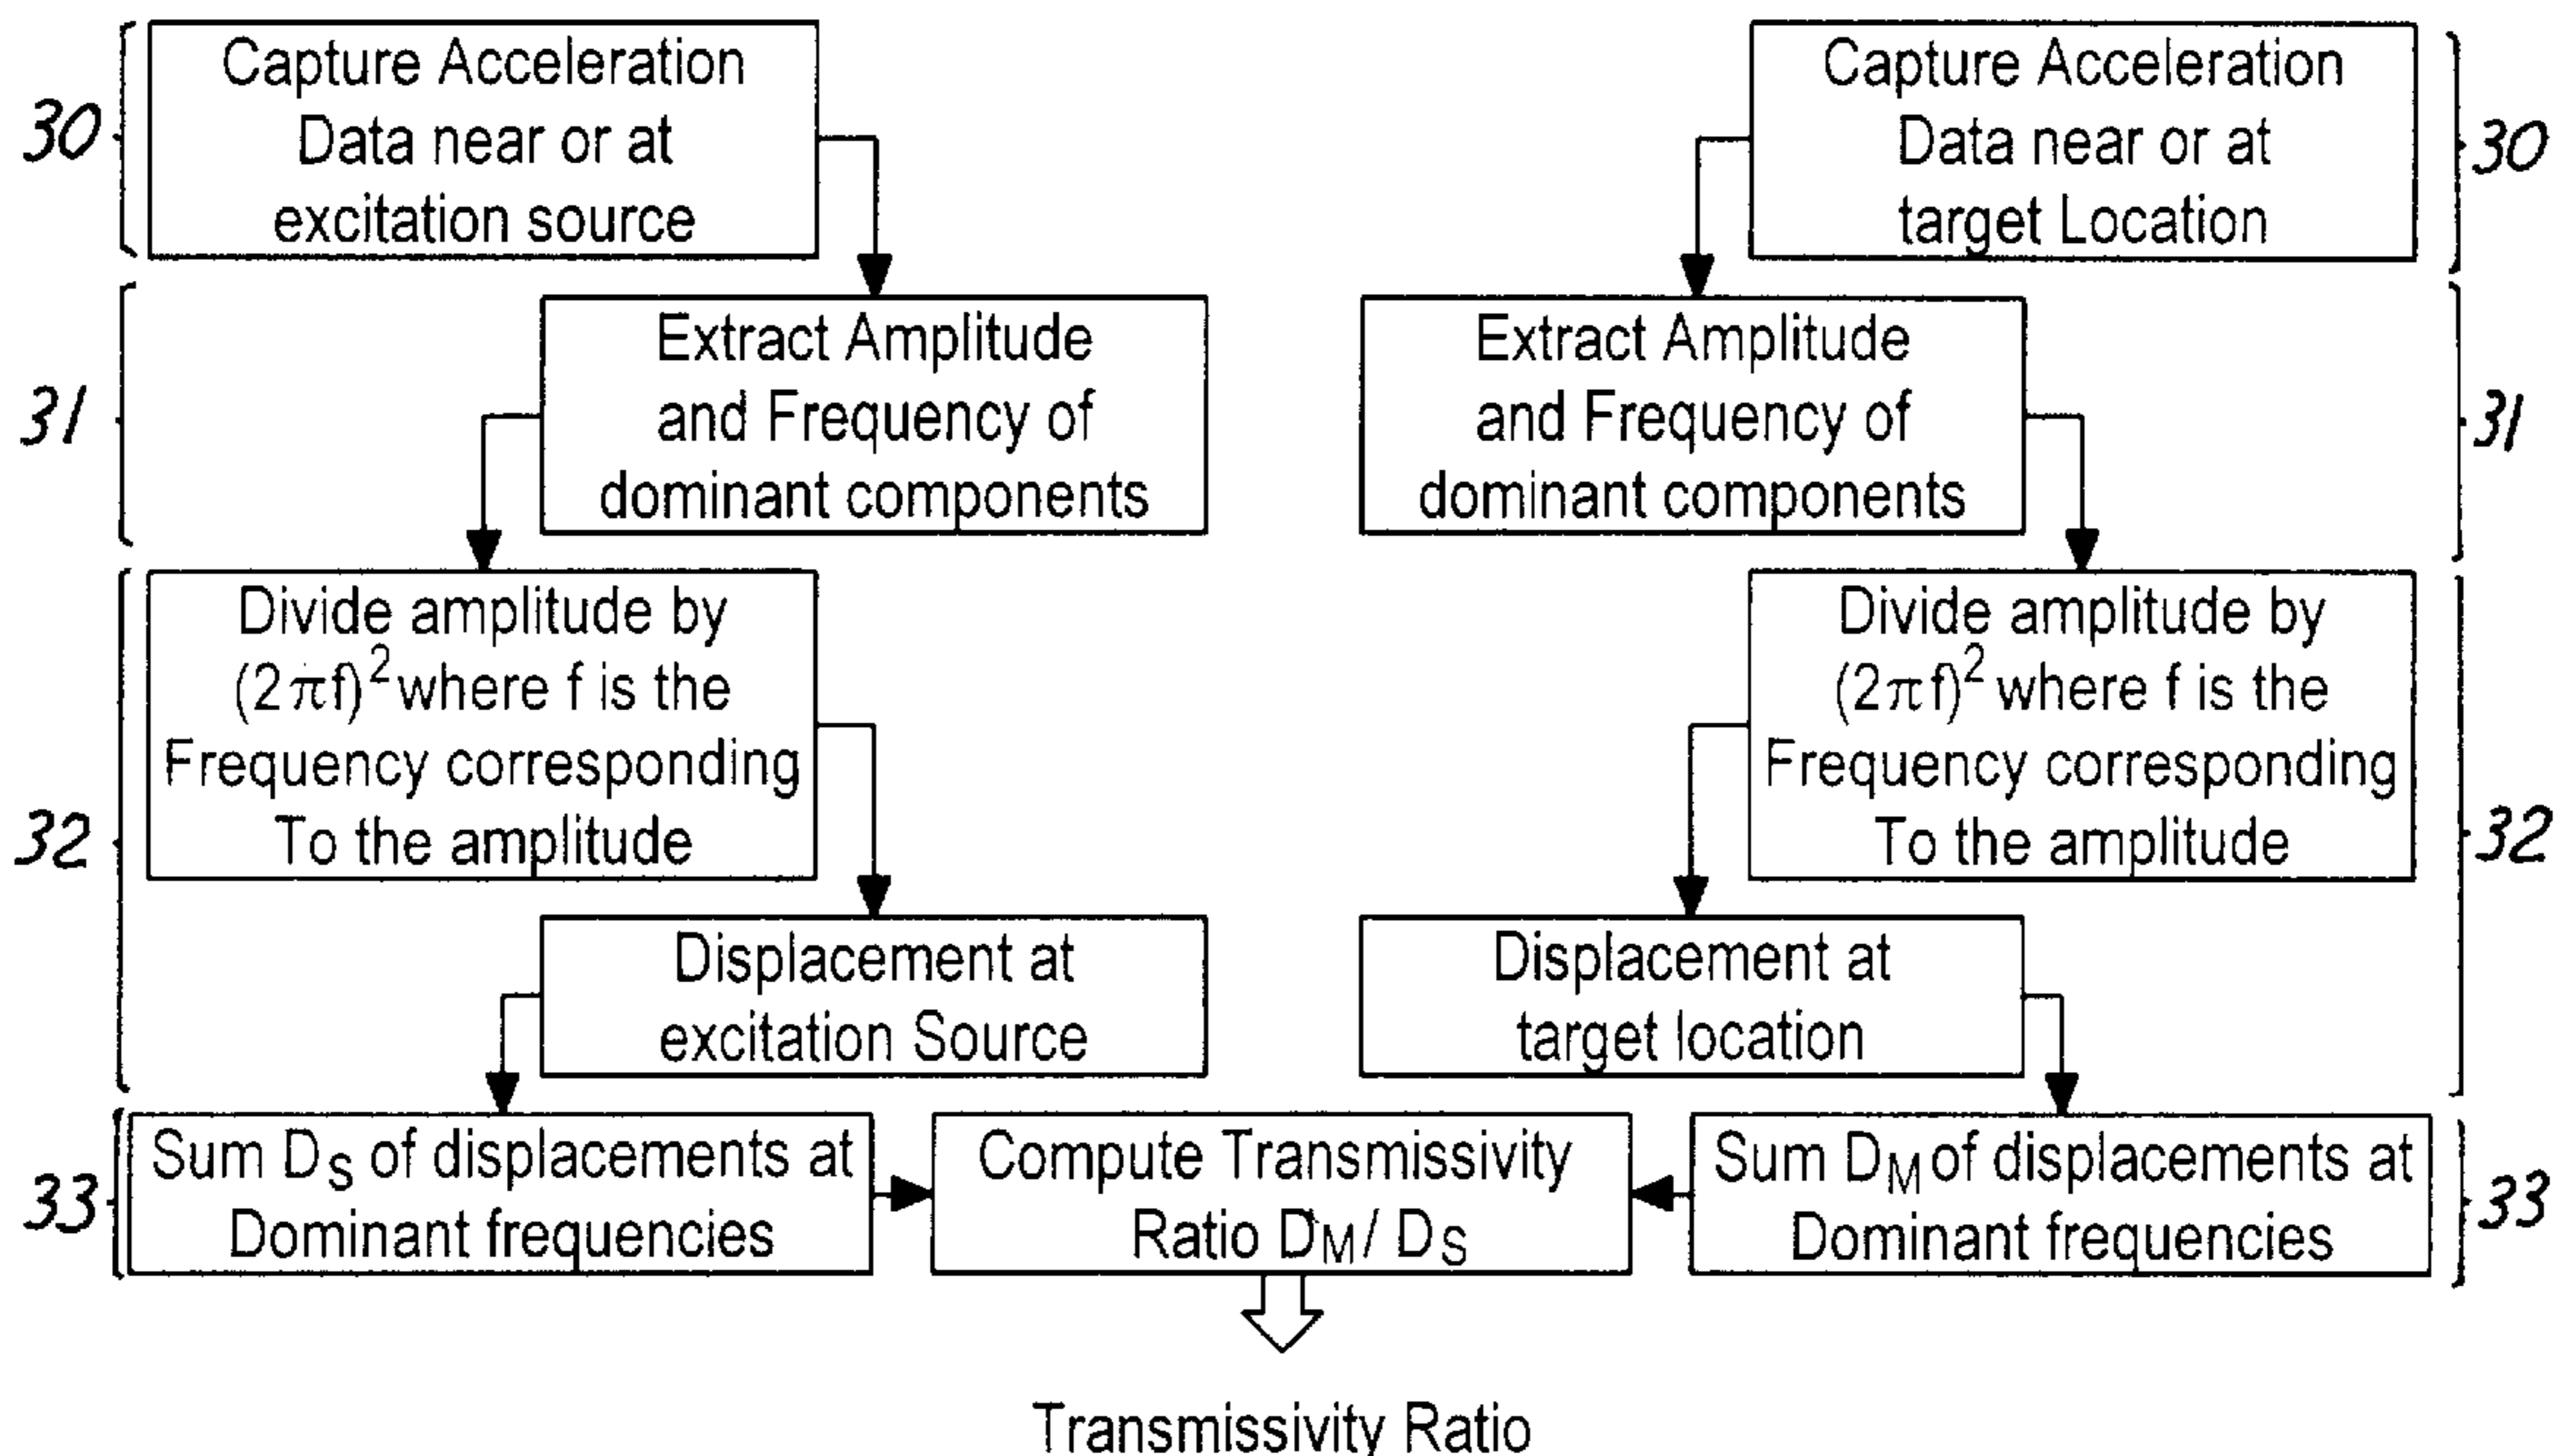 30
Capture Acceleration
Data near or at
excitation source
Capture Acceleration
Data near or at
target Location
30
31
Extract Amplitude
and Frequency of
dominant components
Extract Amplitude
and Frequency of
dominant components
31
32
Divide amplitude by
(2πf)² where f is the
Frequency corresponding
To the amplitude
Divide amplitude by
(2πf)² where f is the
Frequency corresponding
To the amplitude
32
Displacement at
excitation Source
Displacement at
target location
33
Sum DS of displacements at
Dominant frequencies
Compute Transmissivity
Ratio DM/ DS
Sum DM of displacements at
Dominant frequencies
33
Transmissivity Ratio